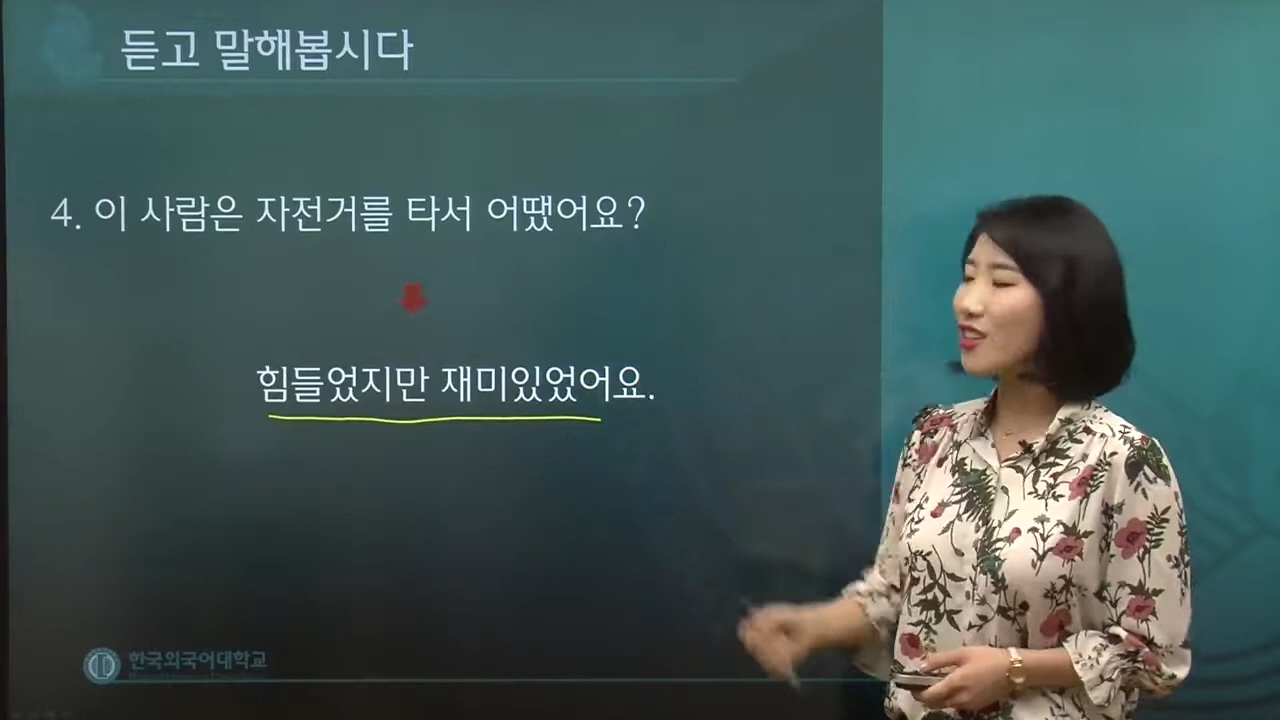 듣고 말해봅시다
4. 이 사람은 자전거를 타서 어땠어요?
힘들었지만 재미있었어요.
한국외국어대학교